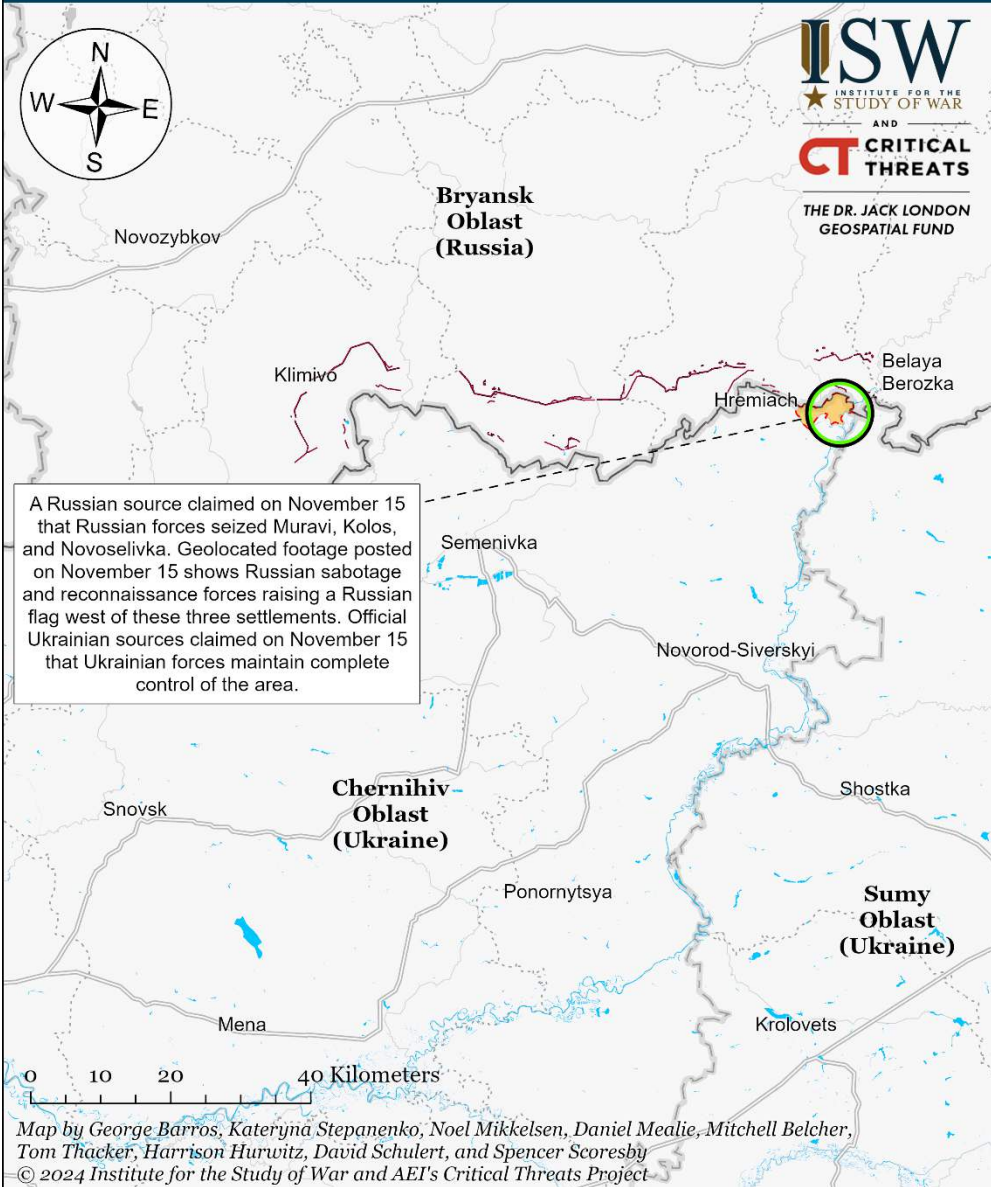 N
W E
S
ISW
INSTITUTE FOR THE
STUDY OF WAR
AND
CT CRITICAL
THREATS
THE DR. JACK LONDON
GEOSPATIAL FUND
Bryansk
Oblast
(Russia)
Novozybkov
Klimivo
Belaya
Berozka
Hremiach
A Russian source claimed on November 15
that Russian forces seized Muravi, Kolos,
and Novoselivka. Geolocated footage posted
on November 15 shows Russian sabotage
and reconnaissance forces raising a Russian
flag west of these three settlements. Official
Ukrainian sources claimed on November 15
that Ukrainian forces maintain complete
control of the area.
Semenivka
Novorod-Siverskyi
Chernihiv
Oblast
(Ukraine)
Shostka
Snovsk
Ponornytsya
Sumy
Oblast
(Ukraine)
Mena
Krolovets
0 10 20 40 Kilometers
Map by George Barros, Kateryna Stepanenko, Noel Mikkelsen, Daniel Mealie, Mitchell Belcher,
Tom Thacker, Harrison Hurwitz, David Schulert, and Spencer Scoresby
© 2024 Institute for the Study of War and AEI's Critical Threats Project